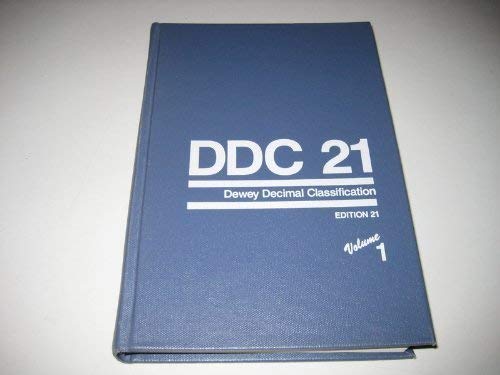 DDC 21
Dewey Decimal Classification
EDITION 21
Volume
1